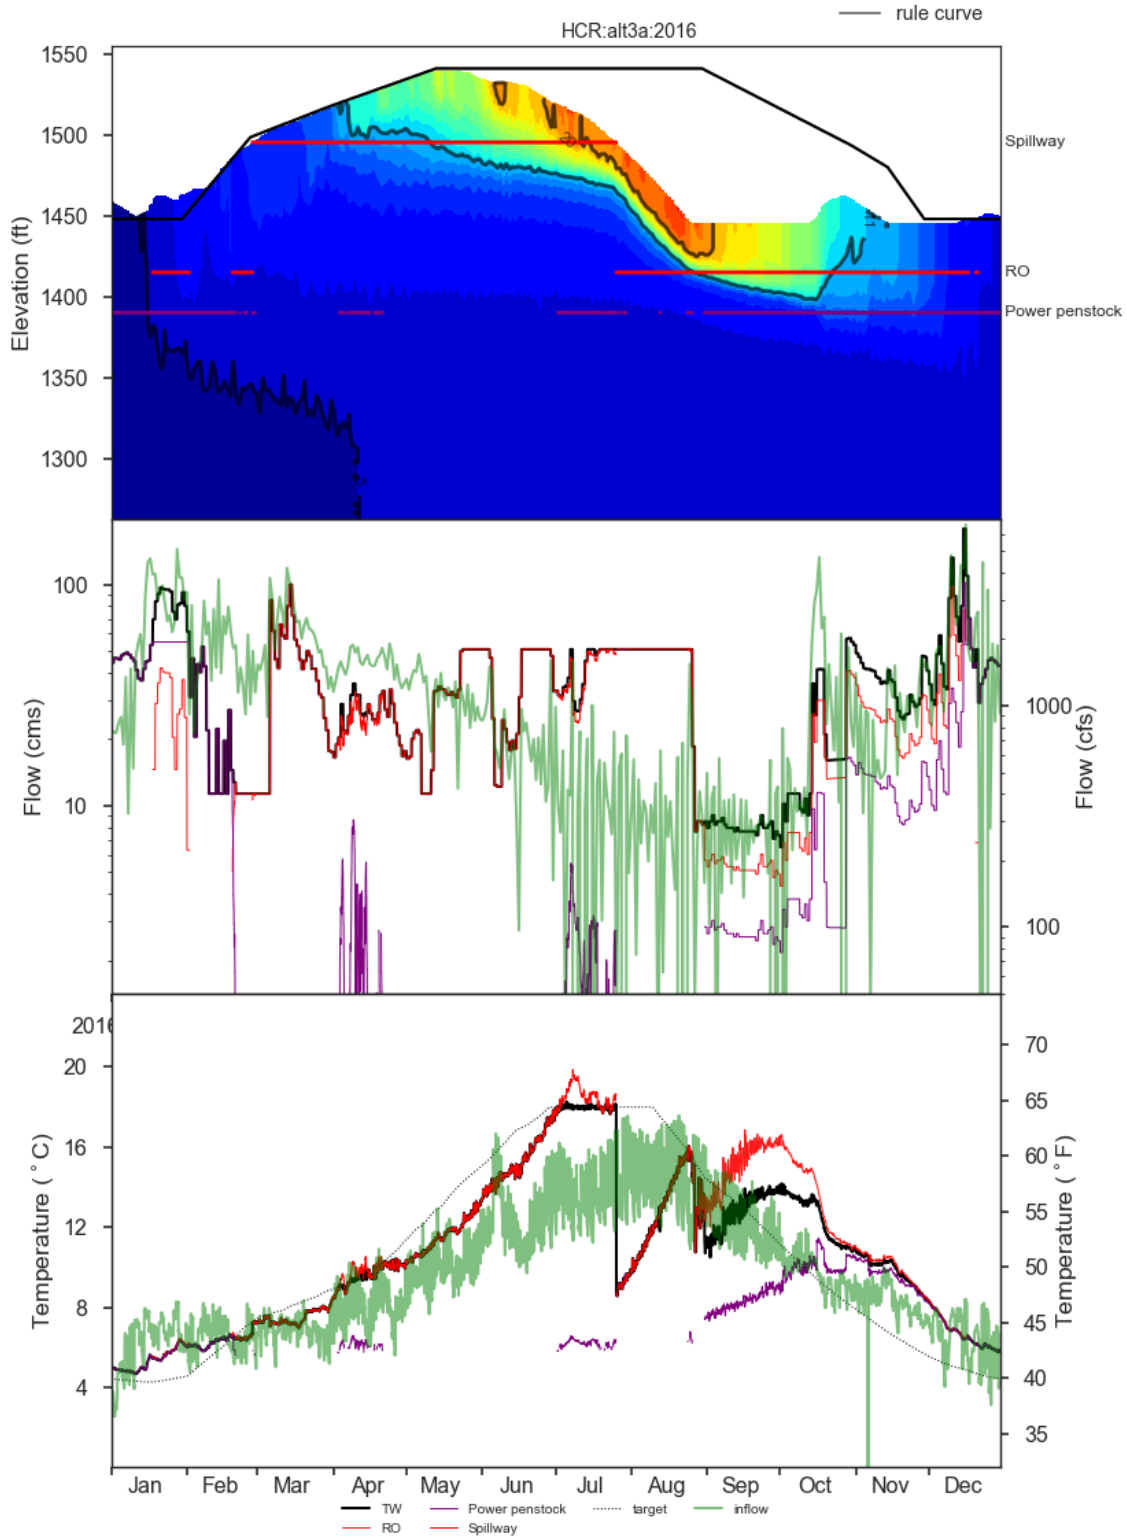 rule curve
HCR:alt3a:2016
1550
1500
1450
1400
1350
1300
Elevation (ft)
20
Spillway
RO
Power penstock
100
10
Flow (cms)
1000
100
Flow (cfs)
2016
20
16
12
8
4
Temperature (°C)
70
65
60
55
50
45
40
35
Temperature (°F)
Jan Feb Mar Apr May Jun Jul Aug Sep Oct Nov Dec
TW Power penstock target inflow
RO Spillway